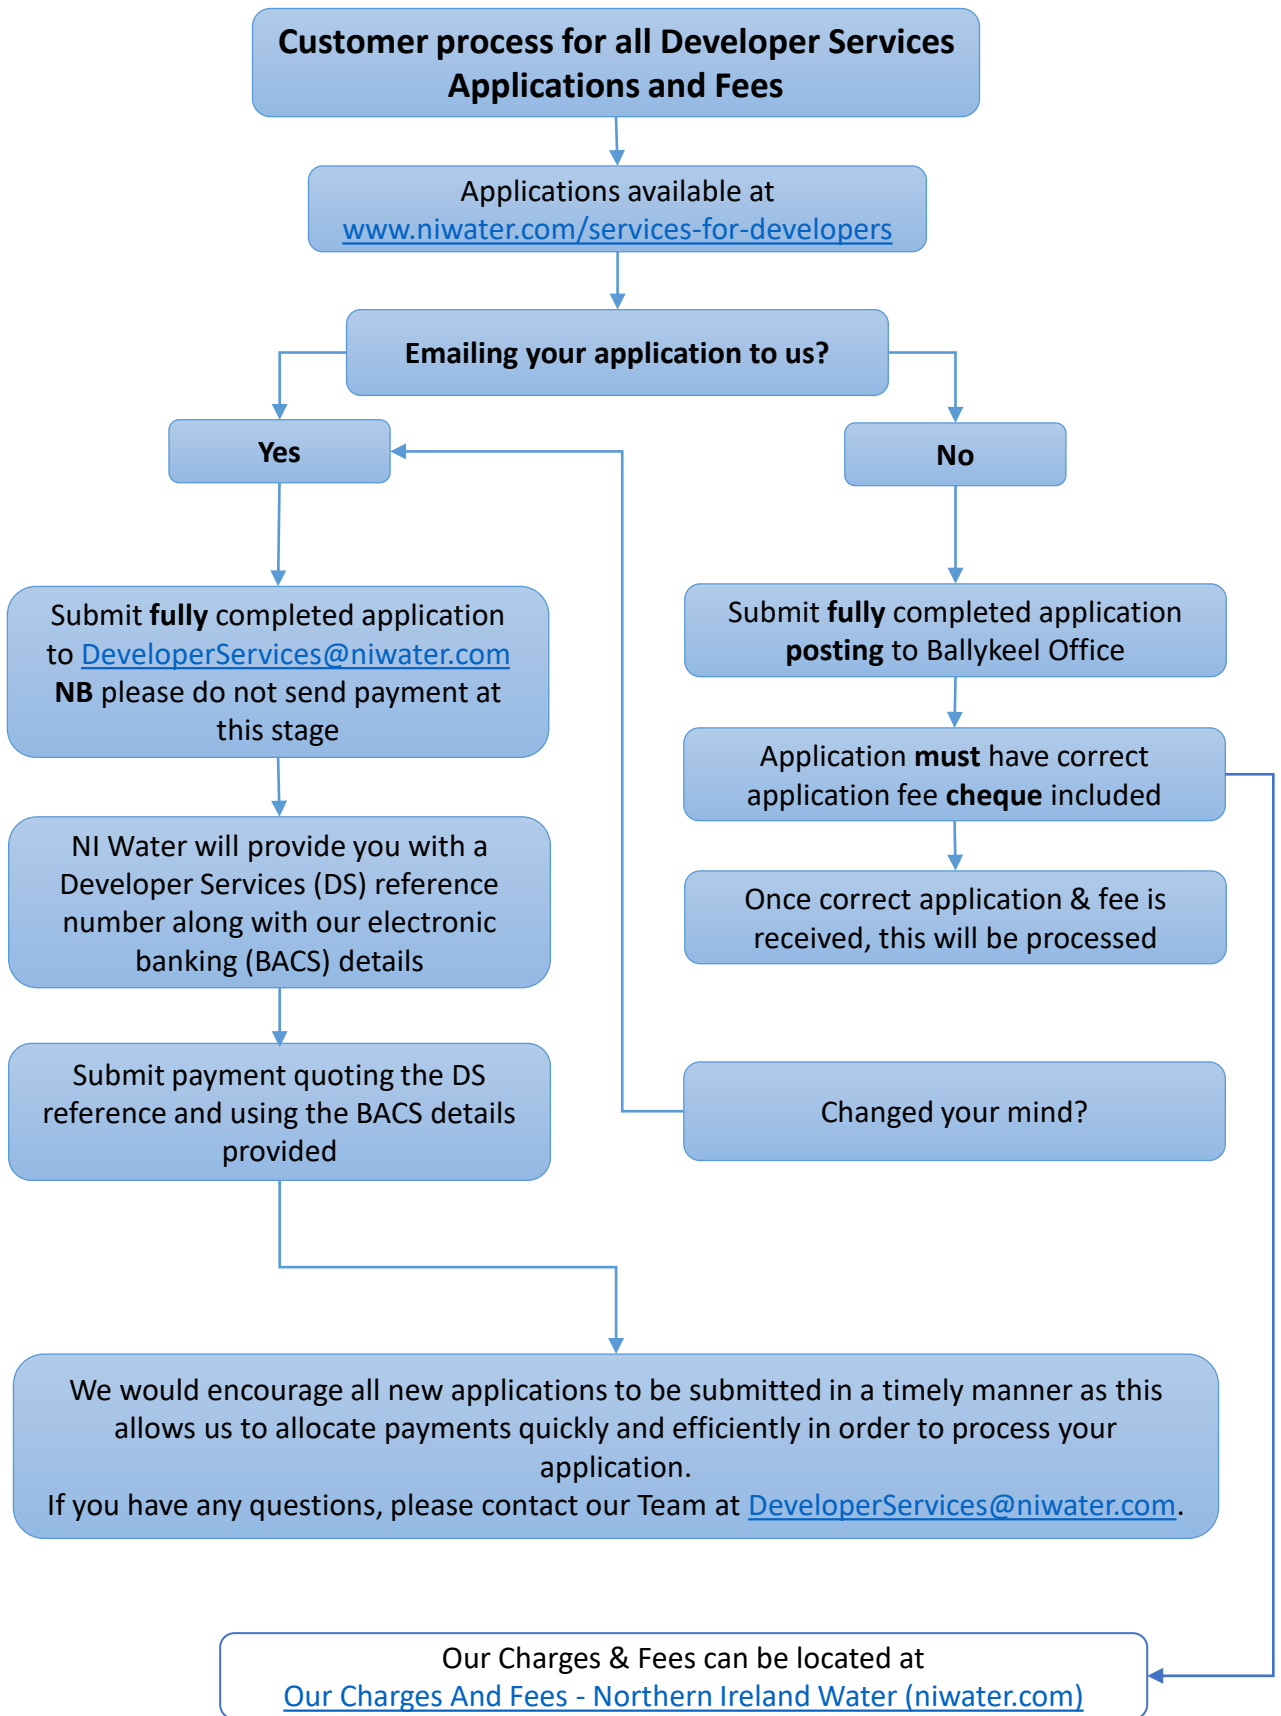 Customer process for all Developer Services
Applications and Fees
Applications available at
www.niwater.com/services-for-developers
Emailing your application to us?
Yes
No
Submit fully completed application
to DeveloperServices@niwater.com
NB please do not send payment at
this stage
NI Water will provide you with a
Developer Services (DS) reference
number along with our electronic
banking (BACS) details
Submit payment quoting the DS
reference and using the BACS details
provided
Submit fully completed application
posting to Ballykeel Office
Application must have correct
application fee cheque included
Once correct application & fee is
received, this will be processed
Changed your mind?
We would encourage all new applications to be submitted in a timely manner as this
allows us to allocate payments quickly and efficiently in order to process your
application.
If you have any questions, please contact our Team at DeveloperServices@niwater.com.
Our Charges & Fees can be located at
Our Charges And Fees - Northern Ireland Water (niwater.com)